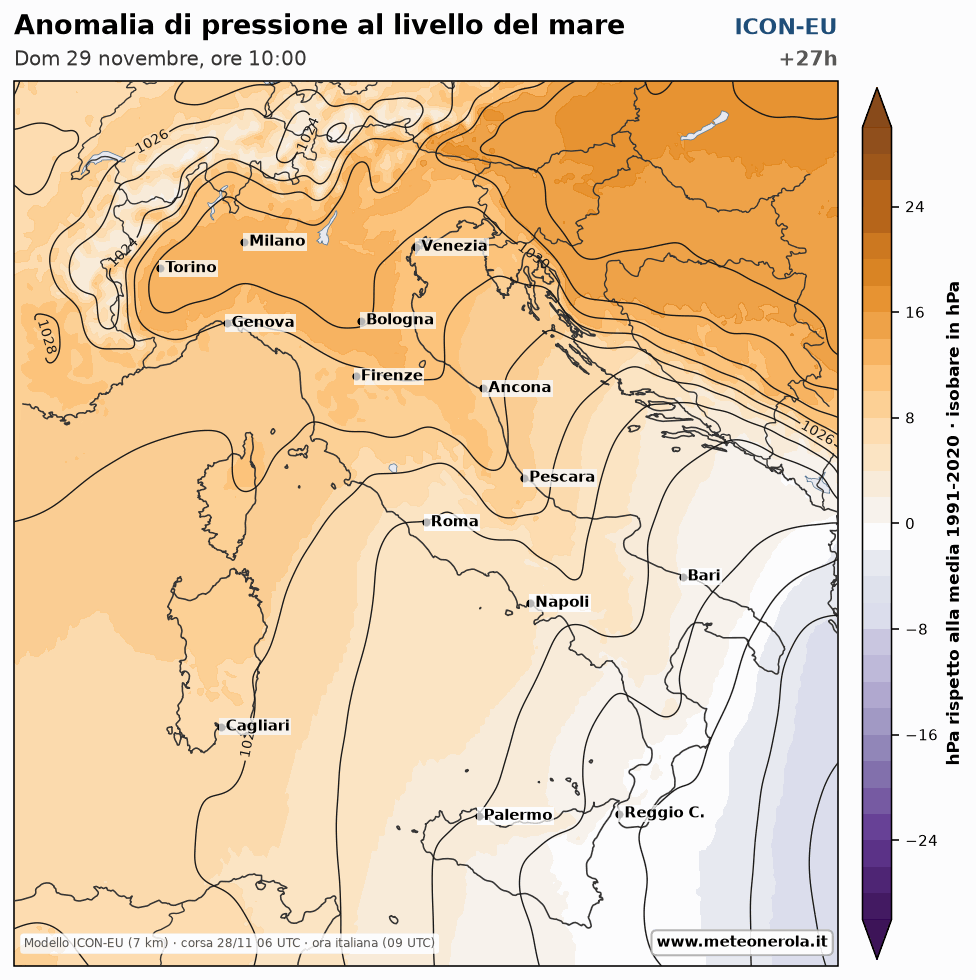 Anomalia di pressione al livello del mare
ICON-EU
Dom 29 novembre, ore 10:00
+27h
1026
1024
1024
1028
1030
1026
Milano
Torino
Venezia
Genova
Bologna
Firenze
Ancona
Pescara
Roma
Bari
Napoli
Cagliari
Palermo
Reggio C.
24
16
8
0
−8
−16
−24
hPa rispetto alla media 1991-2020 · isobare in hPa
Modello ICON-EU (7 km) · corsa 28/11 06 UTC · ora italiana (09 UTC)
www.meteonerola.it